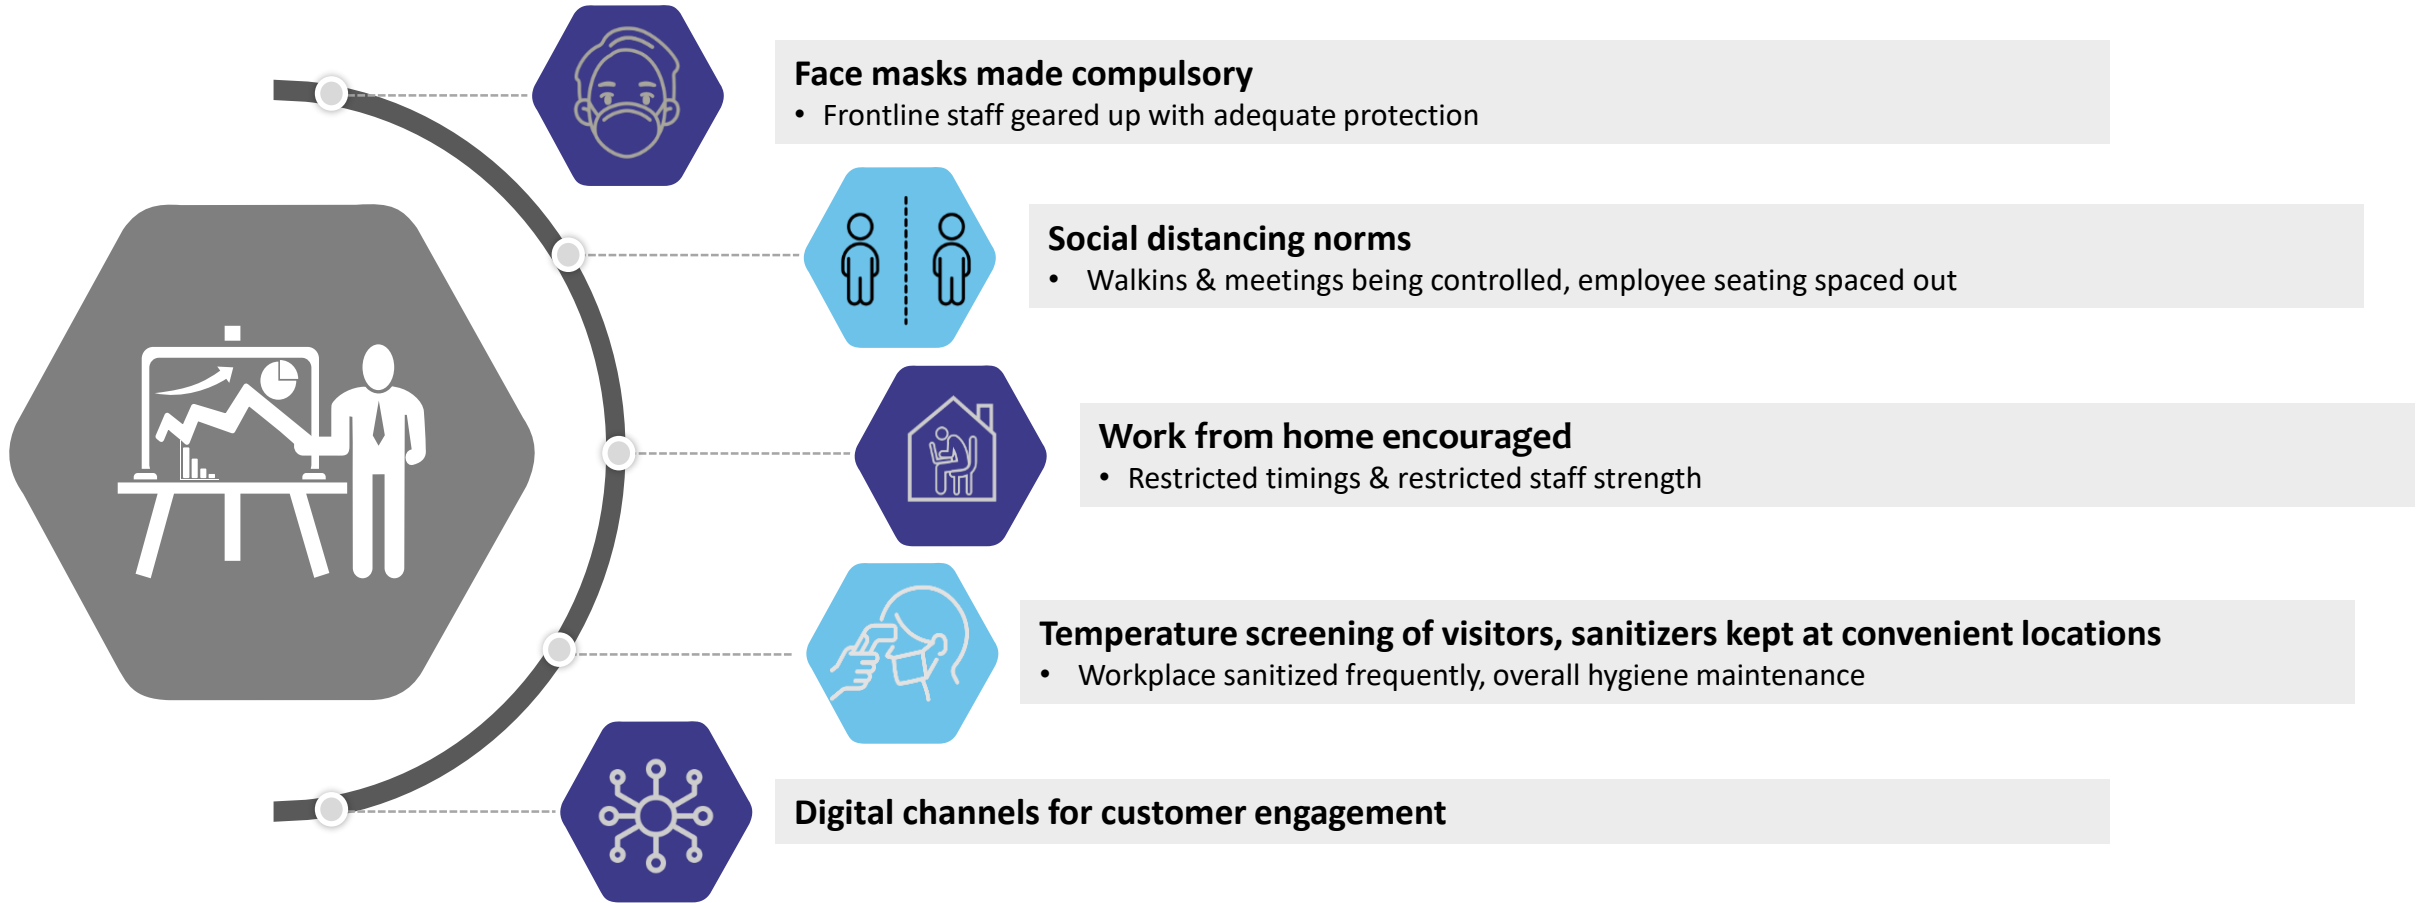 Face masks made compulsory
• Frontline staff geared up with adequate protection
Social distancing norms
• Walkins & meetings being controlled, employee seating spaced out
Work from home encouraged
• Restricted timings & restricted staff strength
Temperature screening of visitors, sanitizers kept at convenient locations
• Workplace sanitized frequently, overall hygiene maintenance
Digital channels for customer engagement